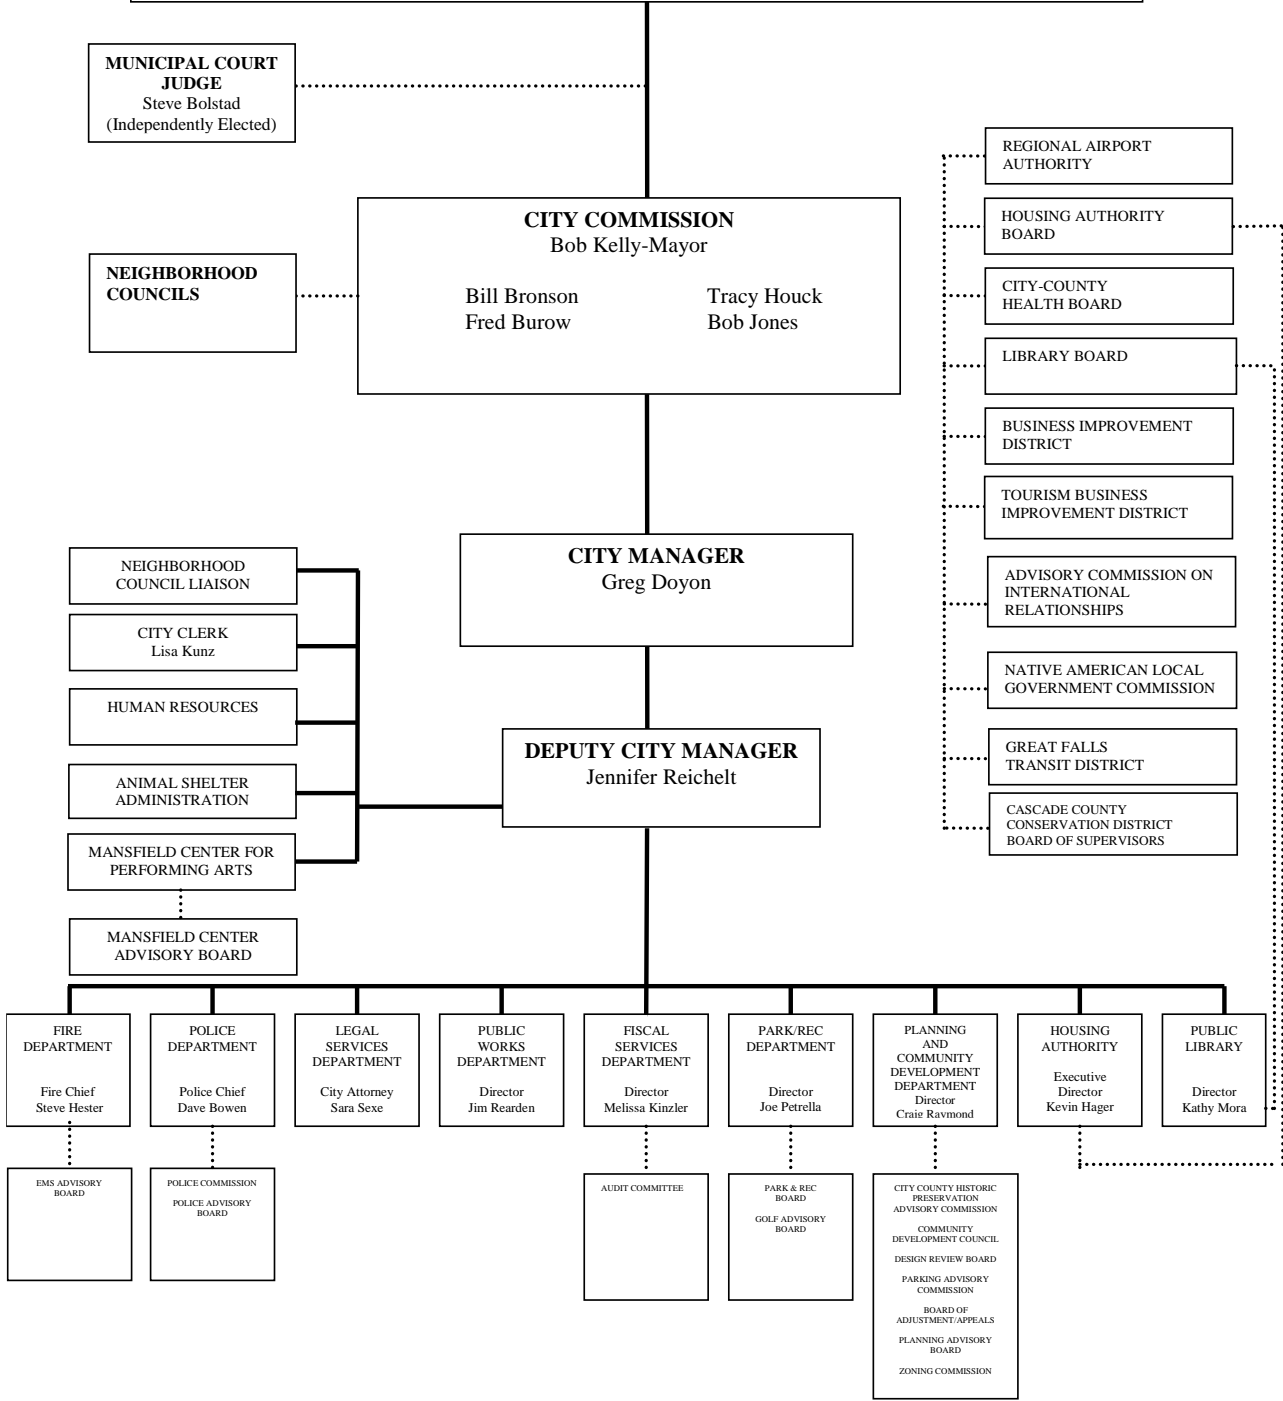 MUNICIPAL COURT
JUDGE
Steve Bolstad
(Independently Elected)
CITY COMMISSION
Bob Kelly-Mayor
Bill Bronson
Fred Burow
Tracy Houck
Bob Jones
NEIGHBORHOOD
COUNCILS
REGIONAL AIRPORT
AUTHORITY
HOUSING AUTHORITY
BOARD
CITY-COUNTY
HEALTH BOARD
LIBRARY BOARD
BUSINESS IMPROVEMENT
DISTRICT
TOURISM BUSINESS
IMPROVEMENT DISTRICT
ADVISORY COMMISSION ON
INTERNATIONAL
RELATIONSHIPS
NATIVE AMERICAN LOCAL
GOVERNMENT COMMISSION
GREAT FALLS
TRANSIT DISTRICT
CASCADE COUNTY
CONSERVATION DISTRICT
BOARD OF SUPERVISORS
CITY MANAGER
Greg Doyon
NEIGHBORHOOD
COUNCIL LIAISON
CITY CLERK
Lisa Kunz
HUMAN RESOURCES
ANIMAL SHELTER
ADMINISTRATION
MANSFIELD CENTER FOR
PERFORMING ARTS
MANSFIELD CENTER
ADVISORY BOARD
DEPUTY CITY MANAGER
Jennifer Reichelt
FIRE
DEPARTMENT
Fire Chief
Steve Hester
POLICE
DEPARTMENT
Police Chief
Dave Bowen
LEGAL
SERVICES
DEPARTMENT
City Attorney
Sara Sexe
PUBLIC
WORKS
DEPARTMENT
Director
Jim Rearden
FISCAL
SERVICES
DEPARTMENT
Director
Melissa Kinzler
PARK/REC
DEPARTMENT
Director
Joe Petrella
PLANNING
AND
COMMUNITY
DEVELOPMENT
DEPARTMENT
Director
Craig Raymond
HOUSING
AUTHORITY
Executive
Director
Kevin Hager
PUBLIC
LIBRARY
Director
Kathy Mora
EMS ADVISORY
BOARD
POLICE COMMISSION
POLICE ADVISORY
BOARD
AUDIT COMMITTEE
PARK & REC
BOARD
GOLF ADVISORY
BOARD
CITY COUNTY HISTORIC
PRESERVATION
ADVISORY COMMISSION
COMMUNITY
DEVELOPMENT COUNCIL
DESIGN REVIEW BOARD
PARKING ADVISORY
COMMISSION
BOARD OF
ADJUSTMENT/APPEALS
PLANNING ADVISORY
BOARD
ZONING COMMISSION